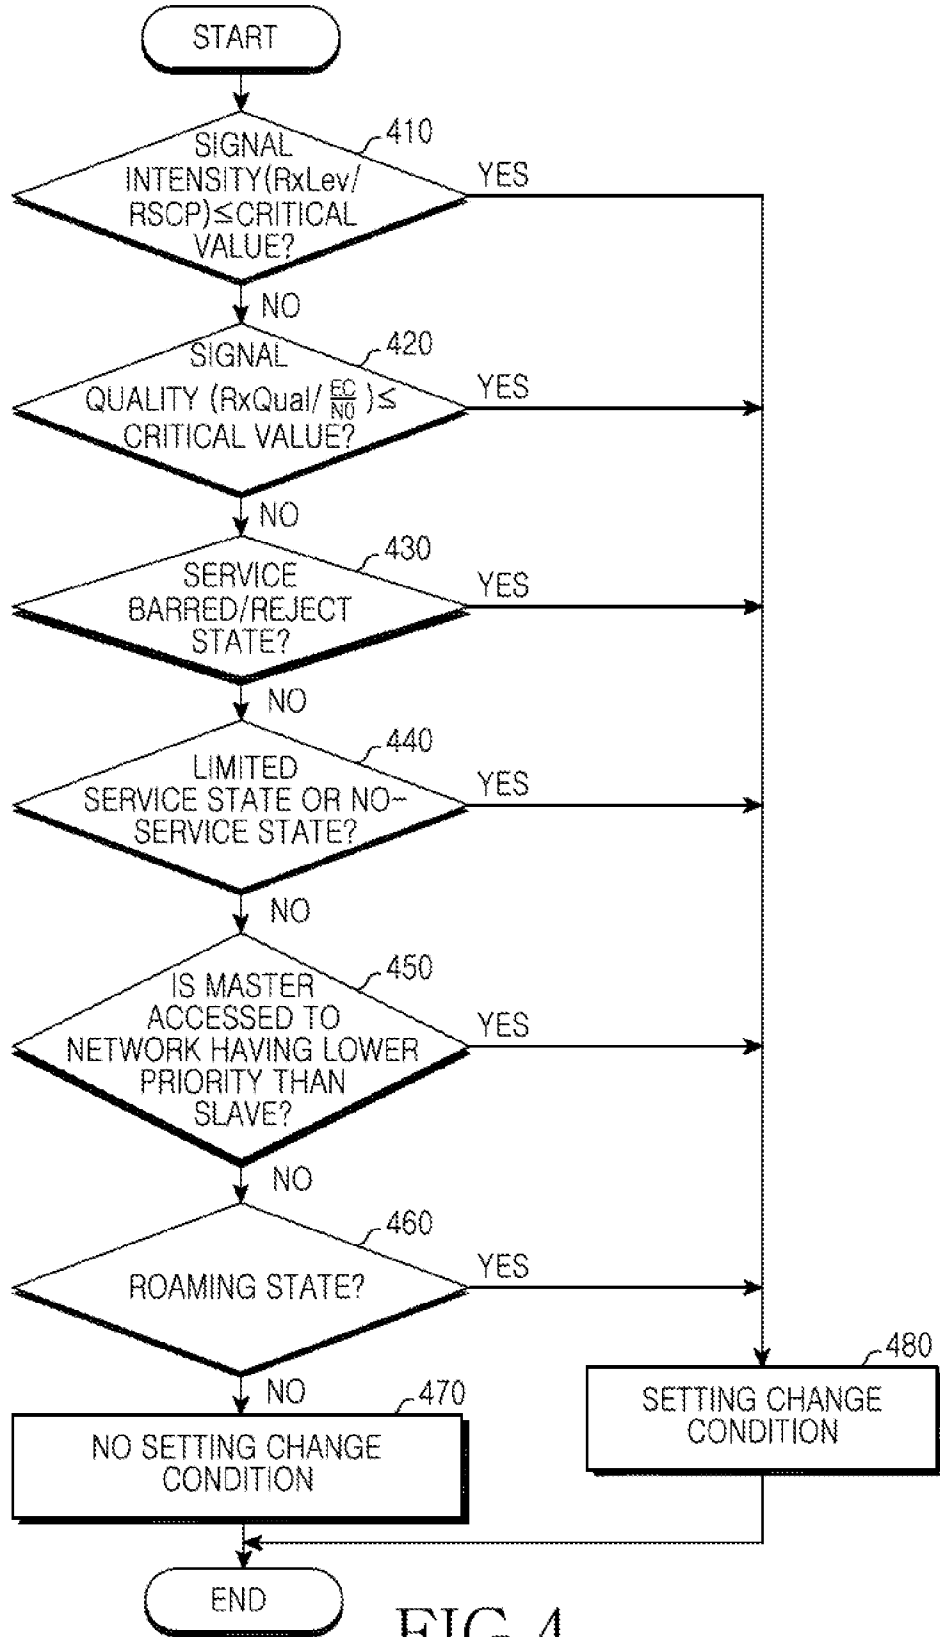 START
410
SIGNAL
INTENSITY(RxLev/
RSCP)≤CRITICAL
VALUE?
YES
NO
420
SIGNAL
QUALITY (RxQual/ EC/N0 )≤
CRITICAL VALUE?
YES
NO
430
SERVICE
BARRED/REJECT
STATE?
YES
NO
440
LIMITED
SERVICE STATE OR NO-
SERVICE STATE?
YES
NO
450
IS MASTER
ACCESSED TO
NETWORK HAVING LOWER
PRIORITY THAN
SLAVE?
YES
NO
460
ROAMING STATE?
YES
NO
470
NO SETTING CHANGE
CONDITION
480
SETTING CHANGE
CONDITION
END
FIG.4